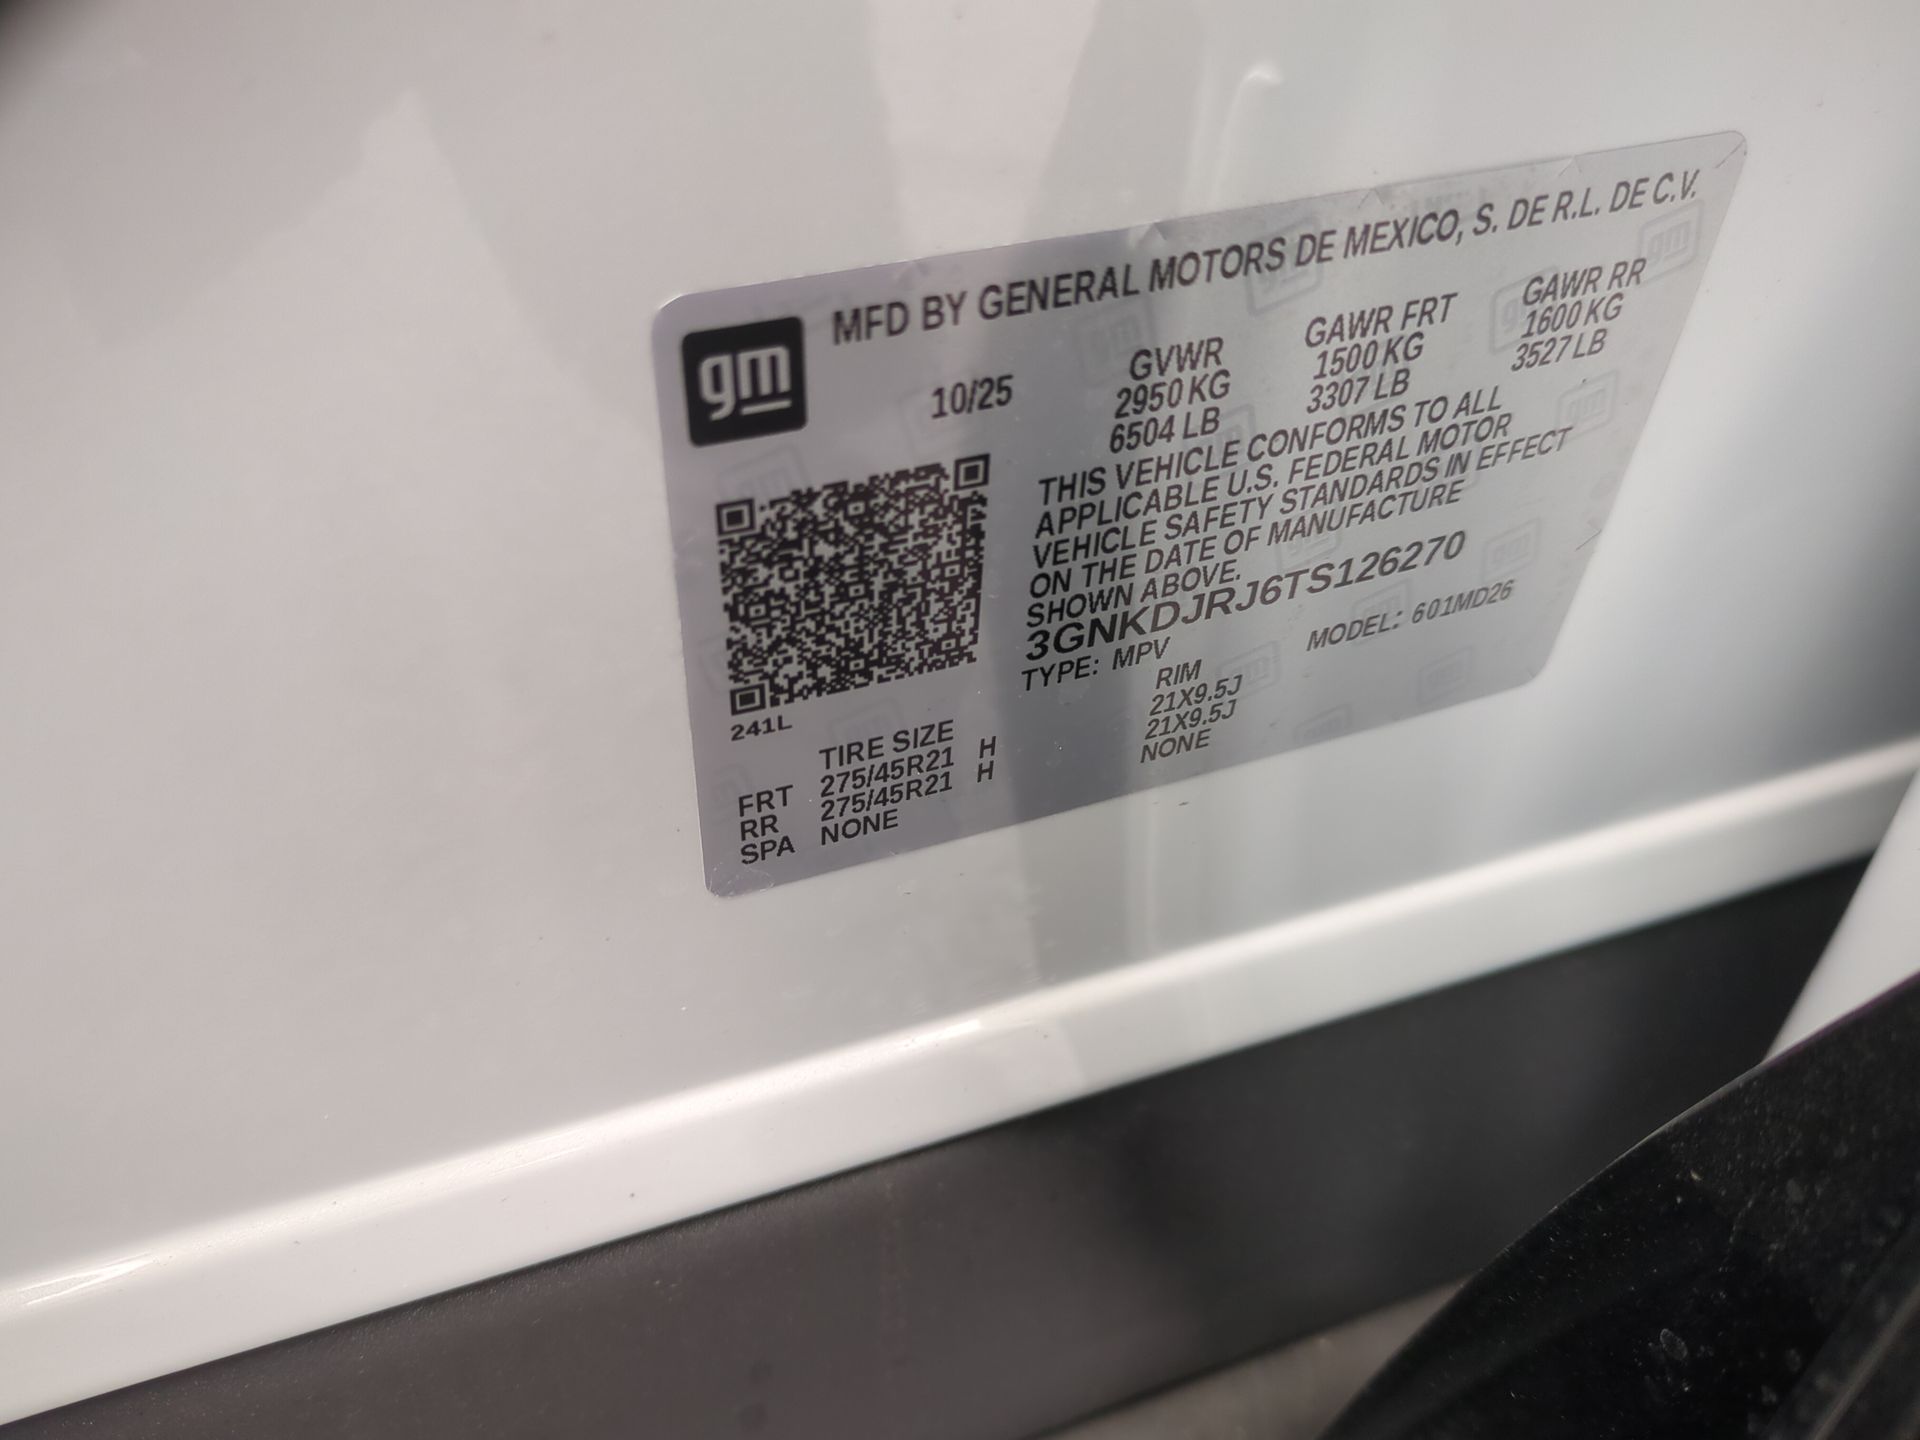 gm
MFD BY GENERAL MOTORS DE MEXICO, S. DE R.L. DE C.V.
10/25
GVWR GAWR FRT GAWR RR
2950 KG 1500 KG 1600 KG
6504 LB 3307 LB 3527 LB
THIS VEHICLE CONFORMS TO ALL
APPLICABLE U.S. FEDERAL MOTOR
VEHICLE SAFETY STANDARDS IN EFFECT
ON THE DATE OF MANUFACTURE
SHOWN ABOVE.
3GNKDJRJ6TS126270
TYPE: MPV MODEL: 601MD26
241L
TIRE SIZE RIM
FRT 275/45R21 H 21X9.5J
RR 275/45R21 H 21X9.5J
SPA NONE NONE